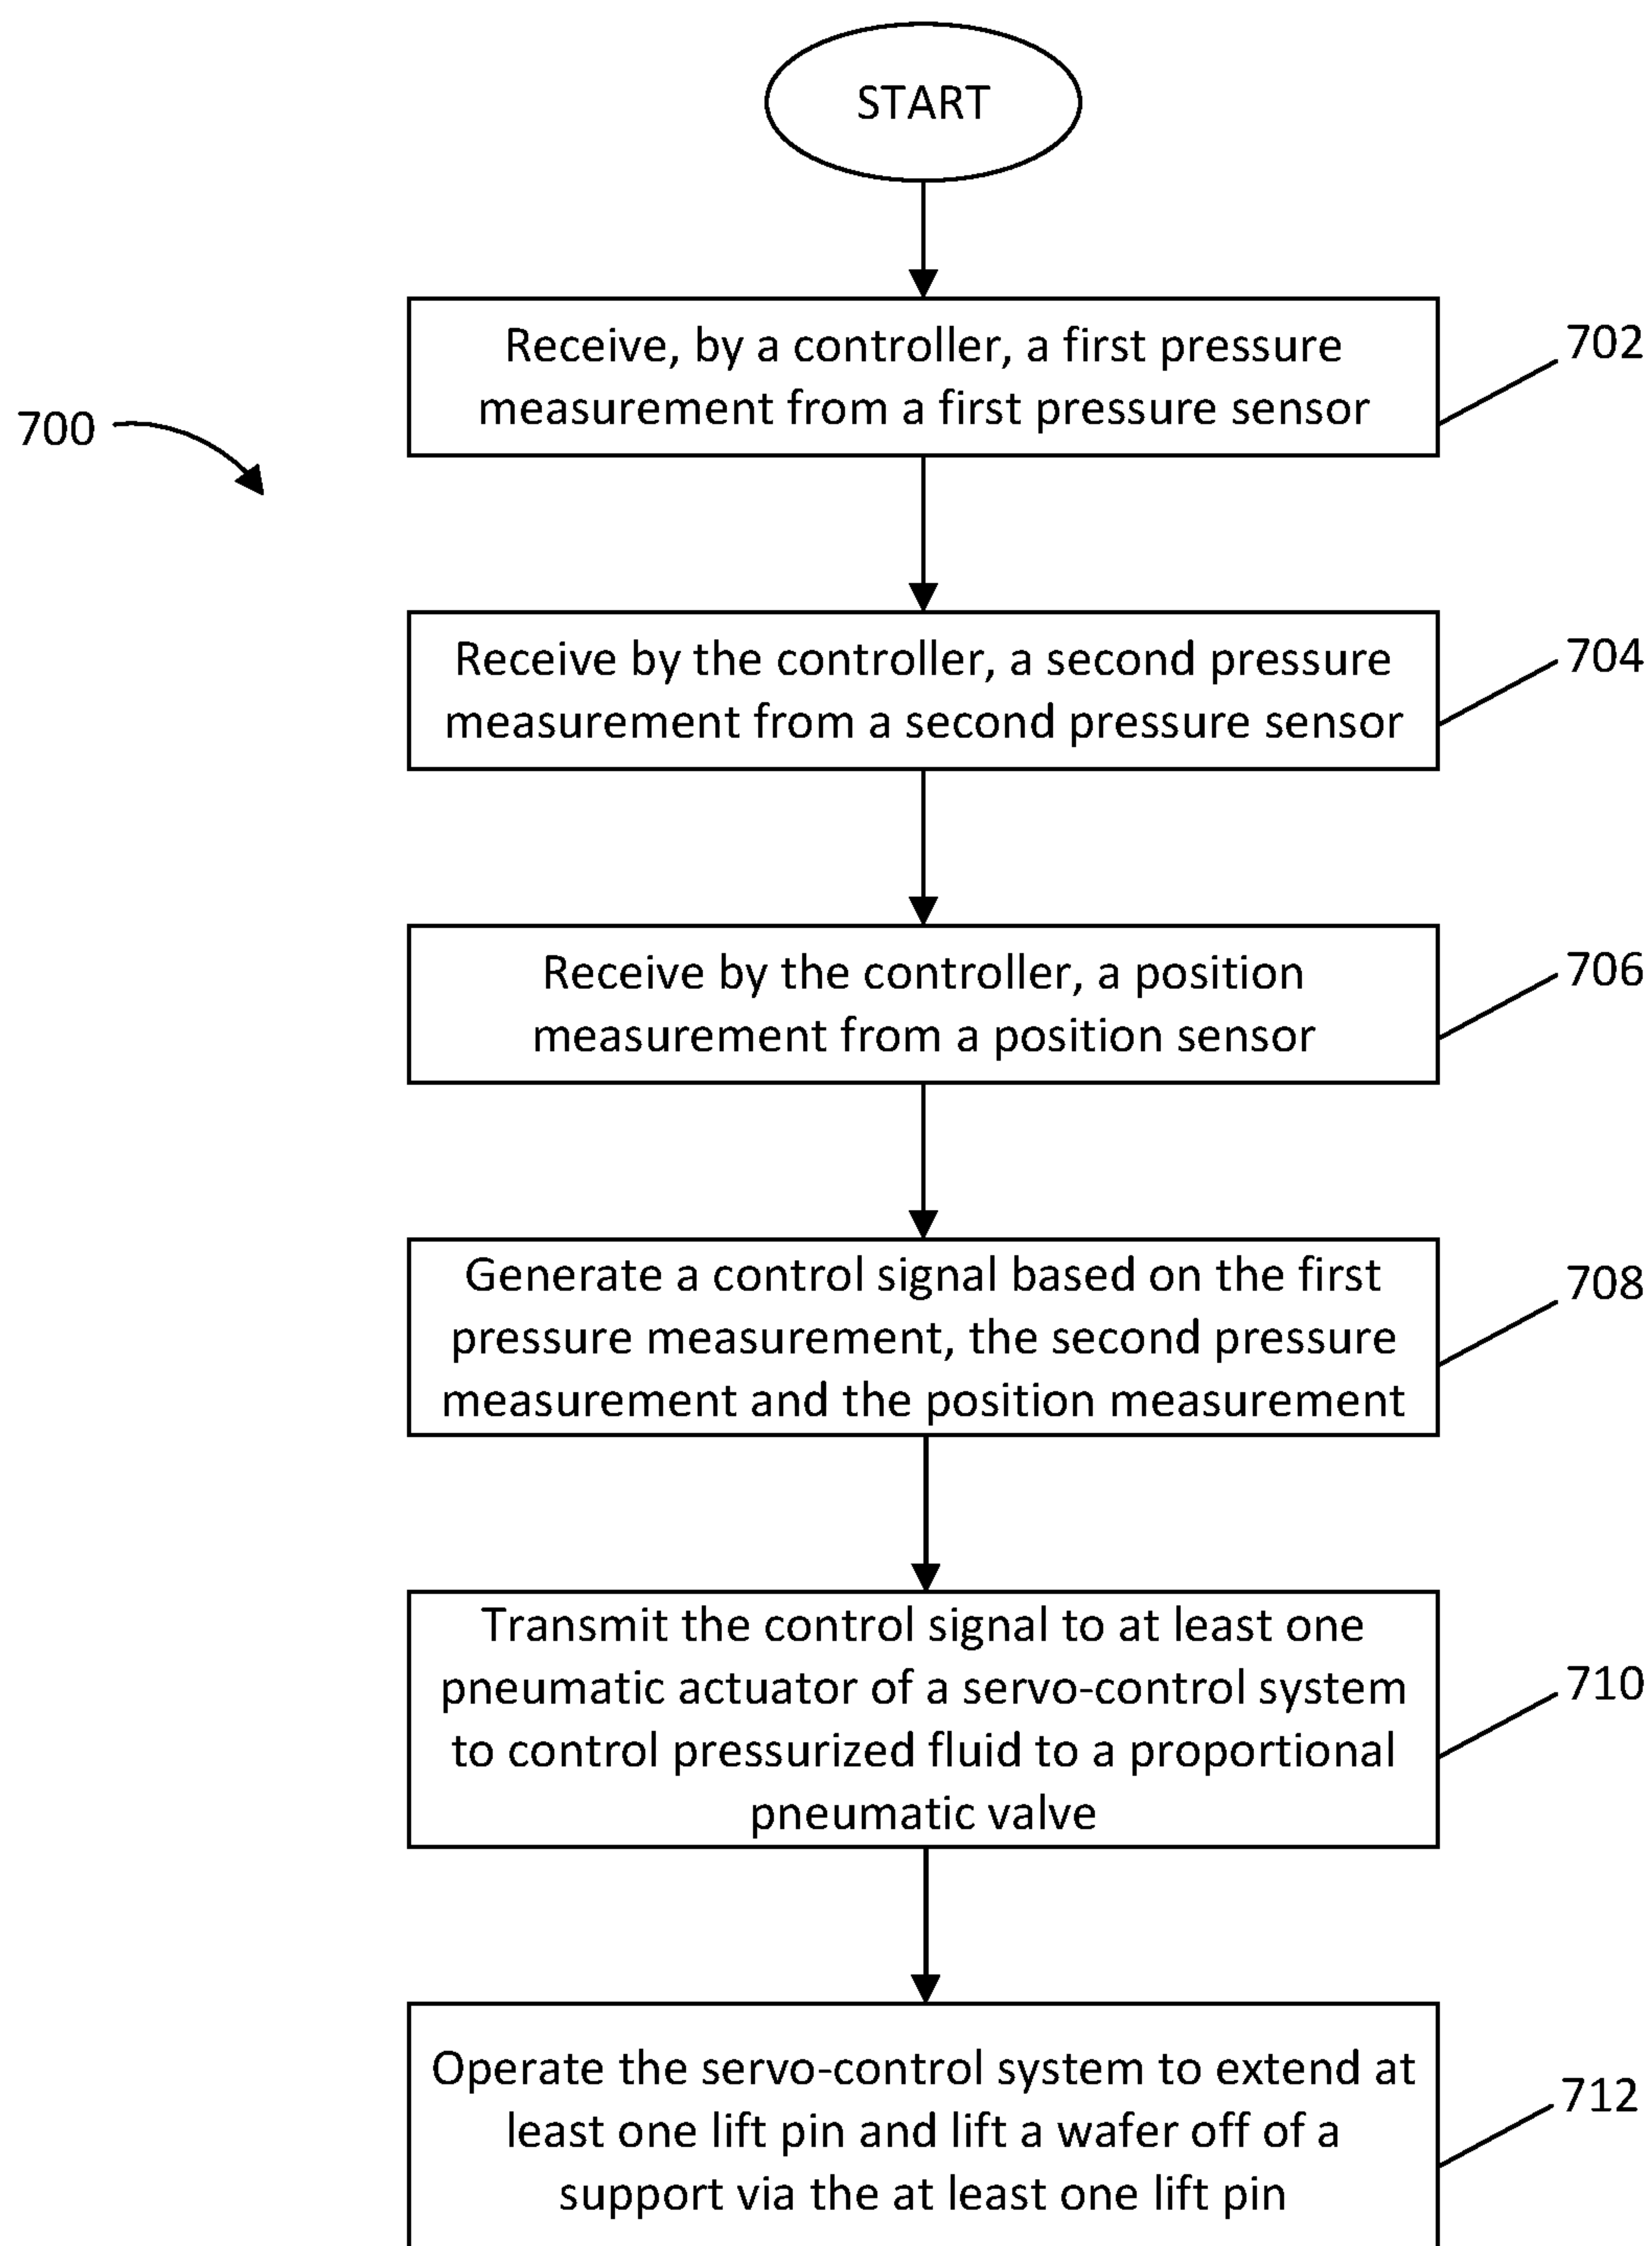 START
Receive, by a controller, a first pressure
measurement from a first pressure sensor
702
700
Receive by the controller, a second pressure
measurement from a second pressure sensor
704
Receive by the controller, a position
measurement from a position sensor
706
Generate a control signal based on the first
pressure measurement, the second pressure
measurement and the position measurement
708
Transmit the control signal to at least one
pneumatic actuator of a servo-control system
to control pressurized fluid to a proportional
pneumatic valve
710
Operate the servo-control system to extend at
least one lift pin and lift a wafer off of a
support via the at least one lift pin
712